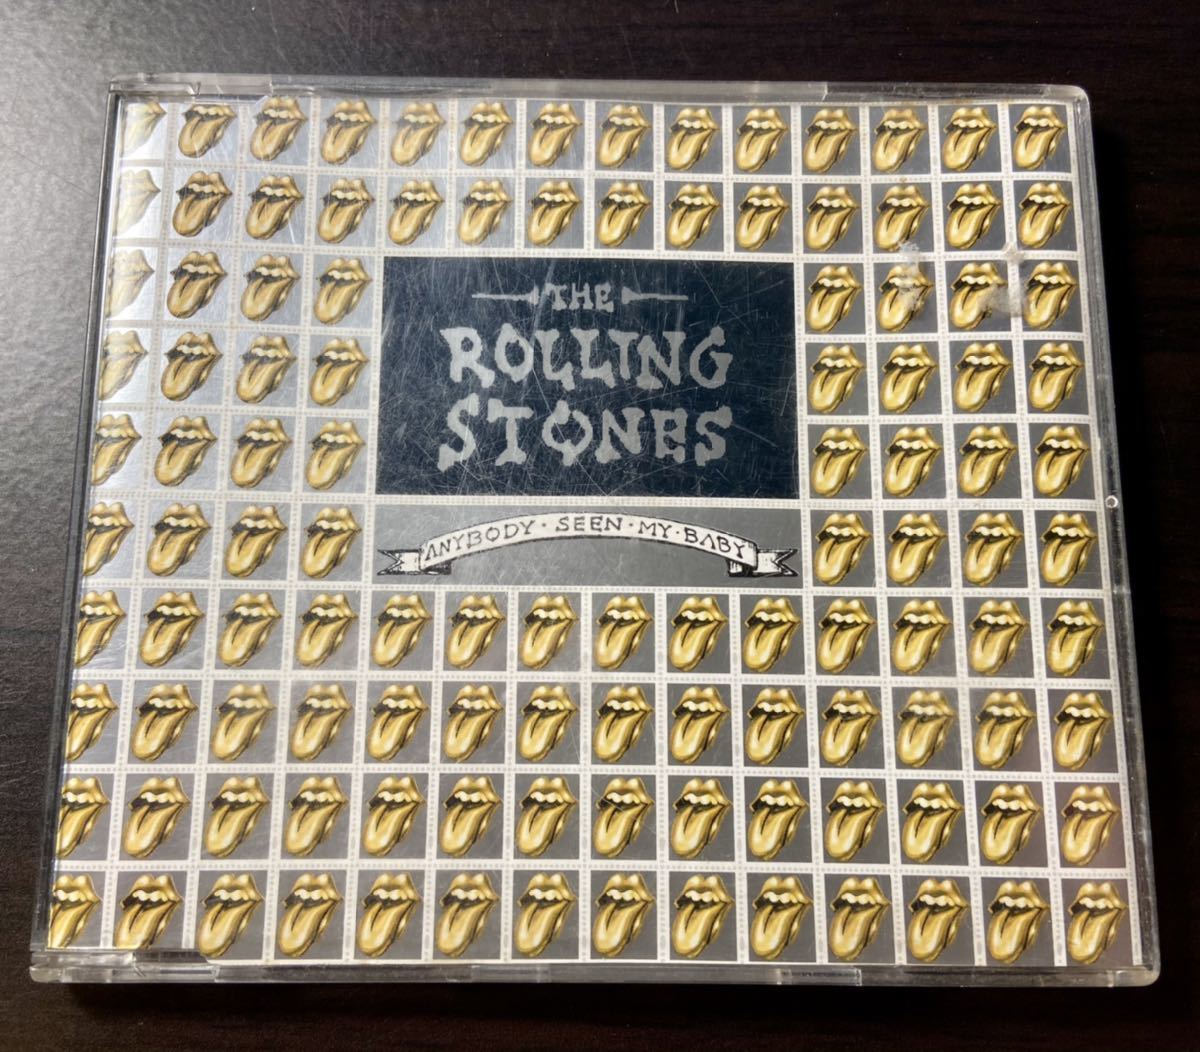 THE
ROLLING
STONES
ANYBODY · SEEN · MY · BABY